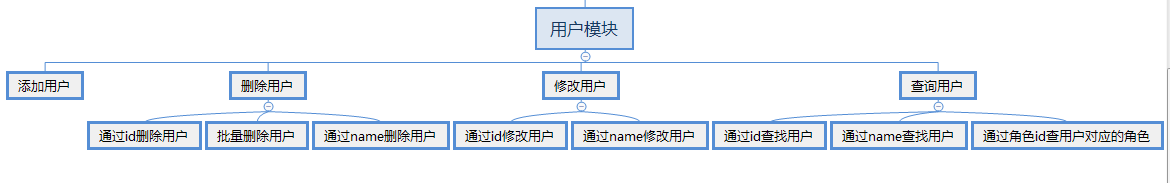 用户模块
添加用户
删除用户
修改用户
查询用户
通过id删除用户
批量删除用户
通过name删除用户
通过id修改用户
通过name修改用户
通过id查找用户
通过name查找用户
通过角色id查用户对应的角色